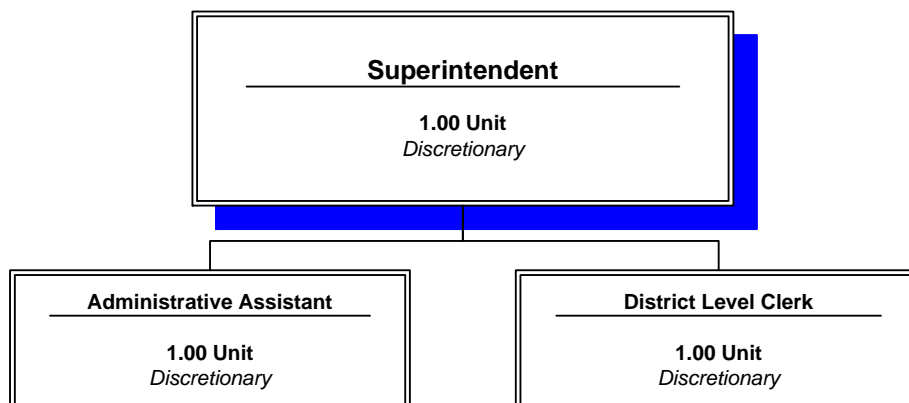 Superintendent
1.00 Unit
Discretionary
Administrative Assistant
1.00 Unit
Discretionary
District Level Clerk
1.00 Unit
Discretionary